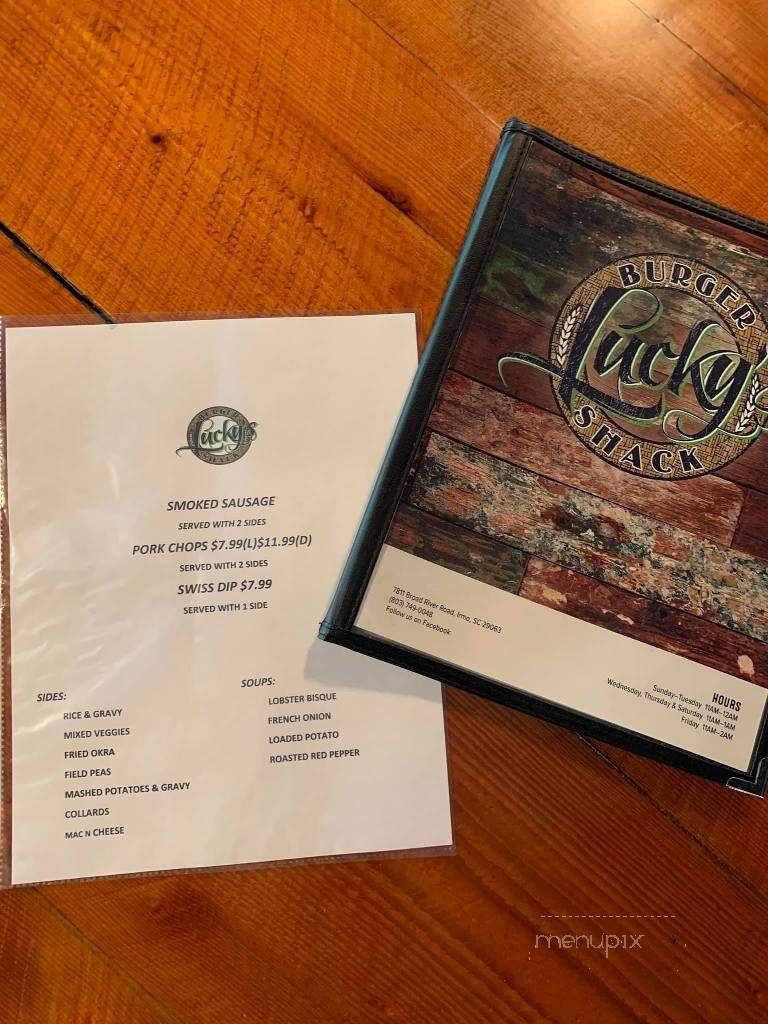 BURGER
Lucky's
SHACK
SMOKED SAUSAGE
SERVED WITH 2 SIDES
PORK CHOPS $7.99(L)$11.99(D)
SERVED WITH 2 SIDES
SWISS DIP $7.99
SERVED WITH 1 SIDE
SIDES:
RICE & GRAVY
MIXED VEGGIES
FRIED OKRA
FIELD PEAS
MASHED POTATOES & GRAVY
COLLARDS
MAC N CHEESE
SOUPS:
LOBSTER BISQUE
FRENCH ONION
LOADED POTATO
ROASTED RED PEPPER
BURGER
Lucky's
SHACK
7811 Broad River Road, Irmo, SC 29063
(803) 749-0048
Follow us on Facebook
HOURS
Sunday–Tuesday 11AM–12AM
Wednesday, Thursday & Saturday 11AM–1AM
Friday 11AM–2AM
menupix